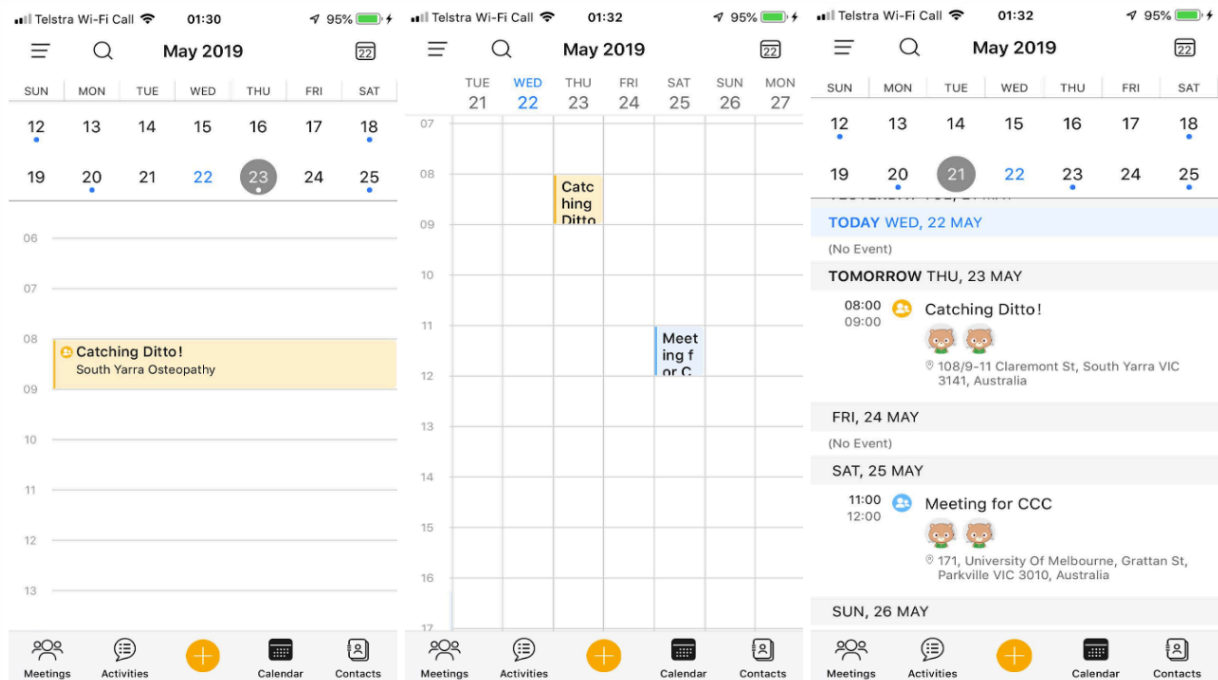 Telstra Wi-Fi Call 01:30 95%
May 2019 22
SUN MON TUE WED THU FRI SAT
12 13 14 15 16 17 18
19 20 21 22 23 24 25
06
07
08
Catching Ditto!
South Yarra Osteopathy
09
10
11
12
13
Meetings Activities Calendar Contacts
Telstra Wi-Fi Call 01:32 95%
May 2019 22
TUE WED THU FRI SAT SUN MON
21 22 23 24 25 26 27
07
08
Catc
hing
Ditto
09
10
11
Meet
ing f
or C
12
13
14
15
16
17
Meetings Activities Calendar Contacts
Telstra Wi-Fi Call 01:32 95%
May 2019 22
SUN MON TUE WED THU FRI SAT
12 13 14 15 16 17 18
19 20 21 22 23 24 25
TODAY WED, 22 MAY
(No Event)
TOMORROW THU, 23 MAY
08:00 Catching Ditto!
09:00
108/9-11 Claremont St, South Yarra VIC
3141, Australia
FRI, 24 MAY
(No Event)
SAT, 25 MAY
11:00 Meeting for CCC
12:00
171, University Of Melbourne, Grattan St,
Parkville VIC 3010, Australia
SUN, 26 MAY
Meetings Activities Calendar Contacts